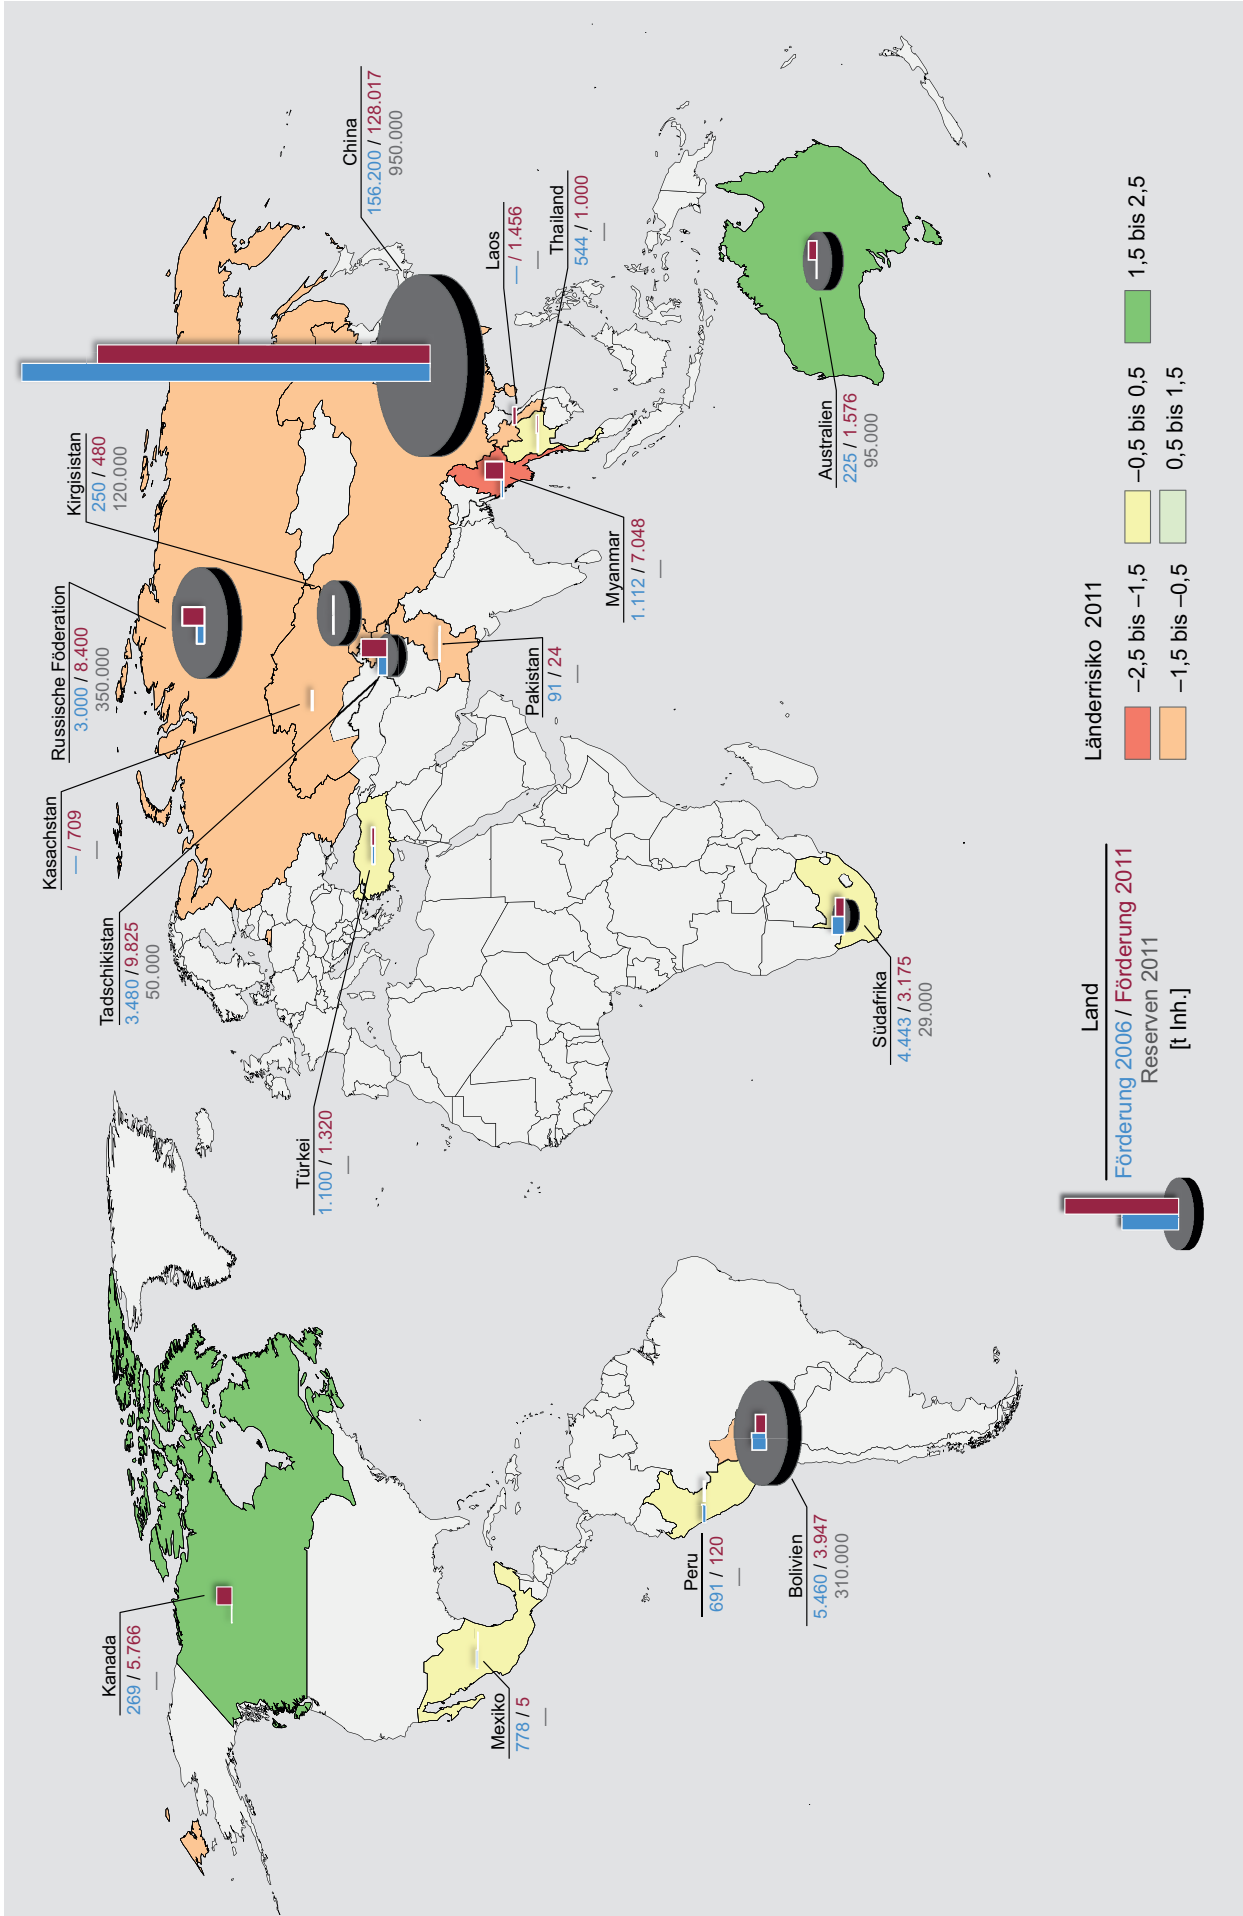 Kanada
269 / 5.766
—
Mexiko
778 / 5
—
Peru
691 / 120
—
Bolivien
5.460 / 3.947
310.000
Türkei
1.100 / 1.320
—
Tadschikistan
3.480 / 9.825
50.000
Kasachstan
— / 709
—
Russische Föderation
3.000 / 8.400
350.000
Kirgisistan
250 / 480
120.000
China
156.200 / 128.017
950.000
Laos
— / 1.456
—
Thailand
544 / 1.000
—
Myanmar
1.112 / 7.048
—
Pakistan
91 / 24
—
Australien
225 / 1.576
95.000
Südafrika
4.443 / 3.175
29.000
Land
Förderung 2006 / Förderung 2011
Reserven 2011
[t Inh.]
Länderrisiko 2011
–2,5 bis –1,5
–0,5 bis 0,5
1,5 bis 2,5
–1,5 bis –0,5
0,5 bis 1,5